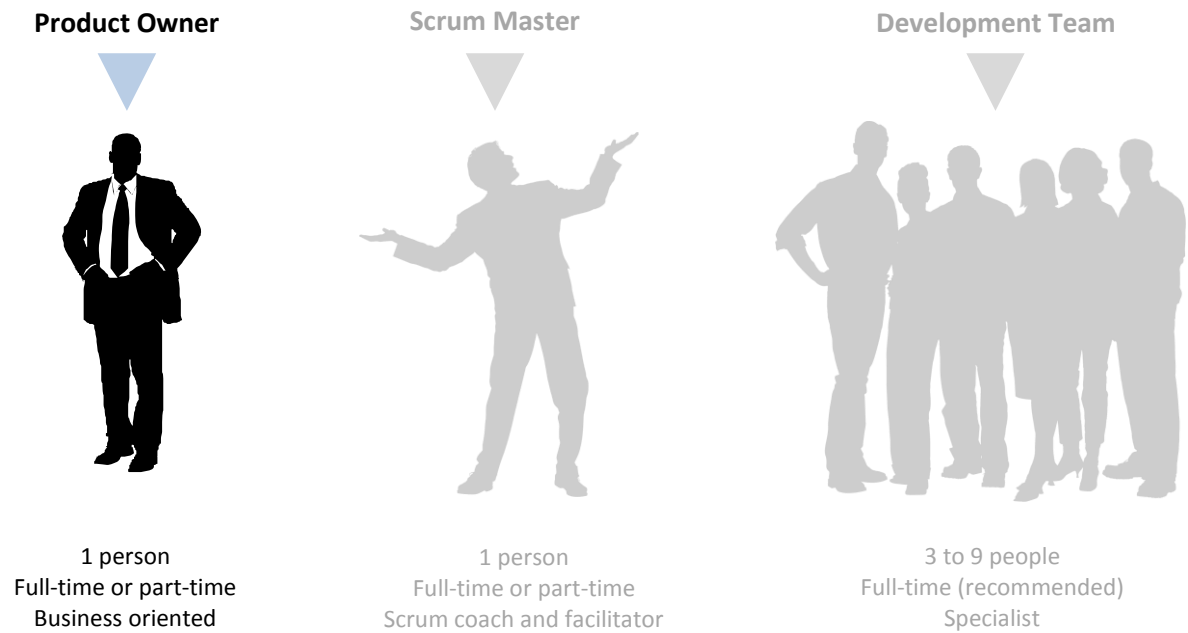 Product Owner
Scrum Master
Development Team
1 person
Full-time or part-time
Business oriented
1 person
Full-time or part-time
Scrum coach and facilitator
3 to 9 people
Full-time (recommended)
Specialist